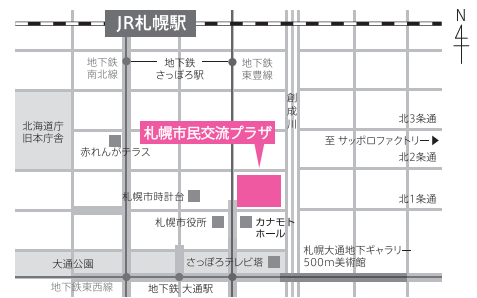 JR札幌駅
N
地下鉄
南北線
地下鉄
さっぽろ駅
地下鉄
東豊線
創成川
北海道庁
旧本庁舎
札幌市民交流プラザ
北3条通
至 サッポロファクトリー
赤れんがテラス
北2条通
札幌市時計台
北1条通
札幌市役所
カナモト
ホール
札幌大通地下ギャラリー
500m美術館
大通公園
さっぽろテレビ塔
地下鉄東西線
地下鉄 大通駅